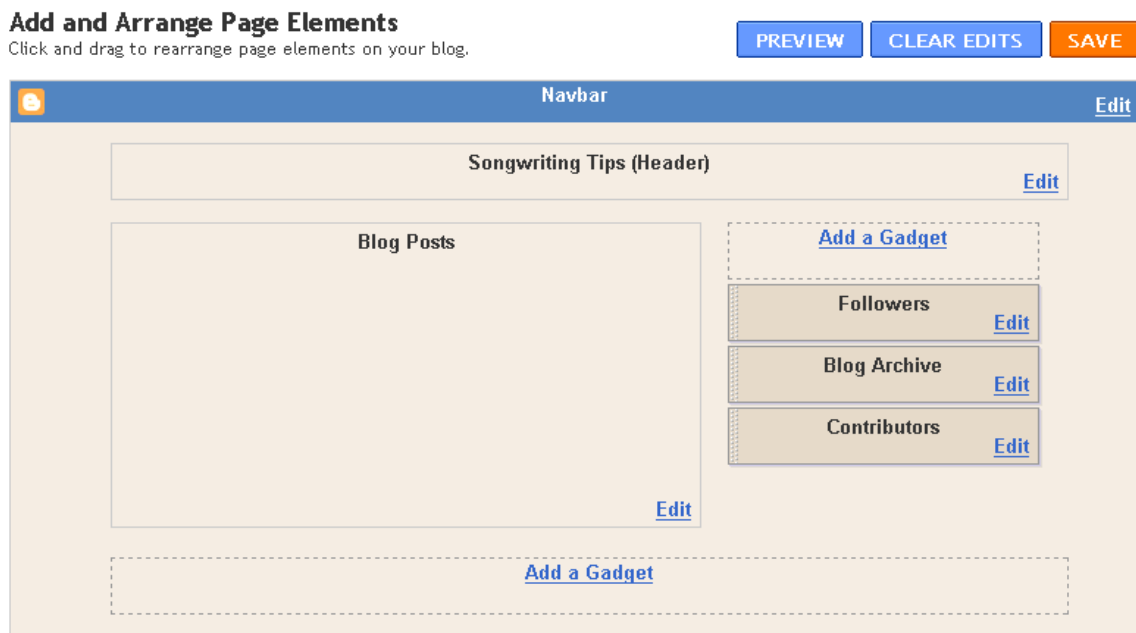 Add and Arrange Page Elements
Click and drag to rearrange page elements on your blog.
PREVIEW
CLEAR EDITS
SAVE
Navbar
Edit
Songwriting Tips (Header)
Edit
Blog Posts
Edit
Add a Gadget
Followers
Edit
Blog Archive
Edit
Contributors
Edit
Add a Gadget